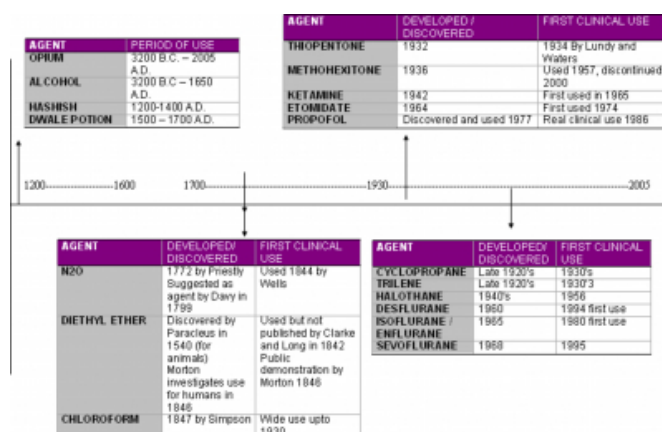 AGENT PERIOD OF USE
OPIUM 3200 B.C. – 2005
A.D.
ALCOHOL 3200 B.C – 1650
A.D.
HASHISH 1200-1400 A.D.
DWALE POTION 1500 – 1700 A.D.
AGENT DEVELOPED / FIRST CLINICAL USE
DISCOVERED
THIOPENTONE 1932 1934 By Lundy and
Waters
METHOHEXITONE 1936 Used 1957, discontinued
2000
KETAMINE 1942 First used in 1965
ETOMIDATE 1964 First used 1974
PROPOFOL Discovered and used 1977 Real clinical use 1986
1200 1600 1700 1930 2005
AGENT DEVELOPED/ FIRST CLINICAL
DISCOVERED USE
N2O 1772 by Priestly Used 1844 by
Suggested as Wells
agent by Davy in
1799
DIETHYL ETHER Discovered by Used but not
Paracleus in published by Clarke
1540 (for and Long in 1842
animals) Public
Morton demonstration by
investigates use Morton 1846
for humans in
1846
CHLOROFORM 1847 by Simpson Wide use upto
1930
AGENT DEVELOPED/ FIRST CLINICAL
DISCOVERED USE
CYCLOPROPANE Late 1920's 1930's
TRILENE Late 1920's 1930'3
HALOTHANE 1940's 1956
DESFLURANE 1960 1994 first use
ISOFLURANE / 1965 1980 first use
ENFLURANE
SEVOFLURANE 1968 1995